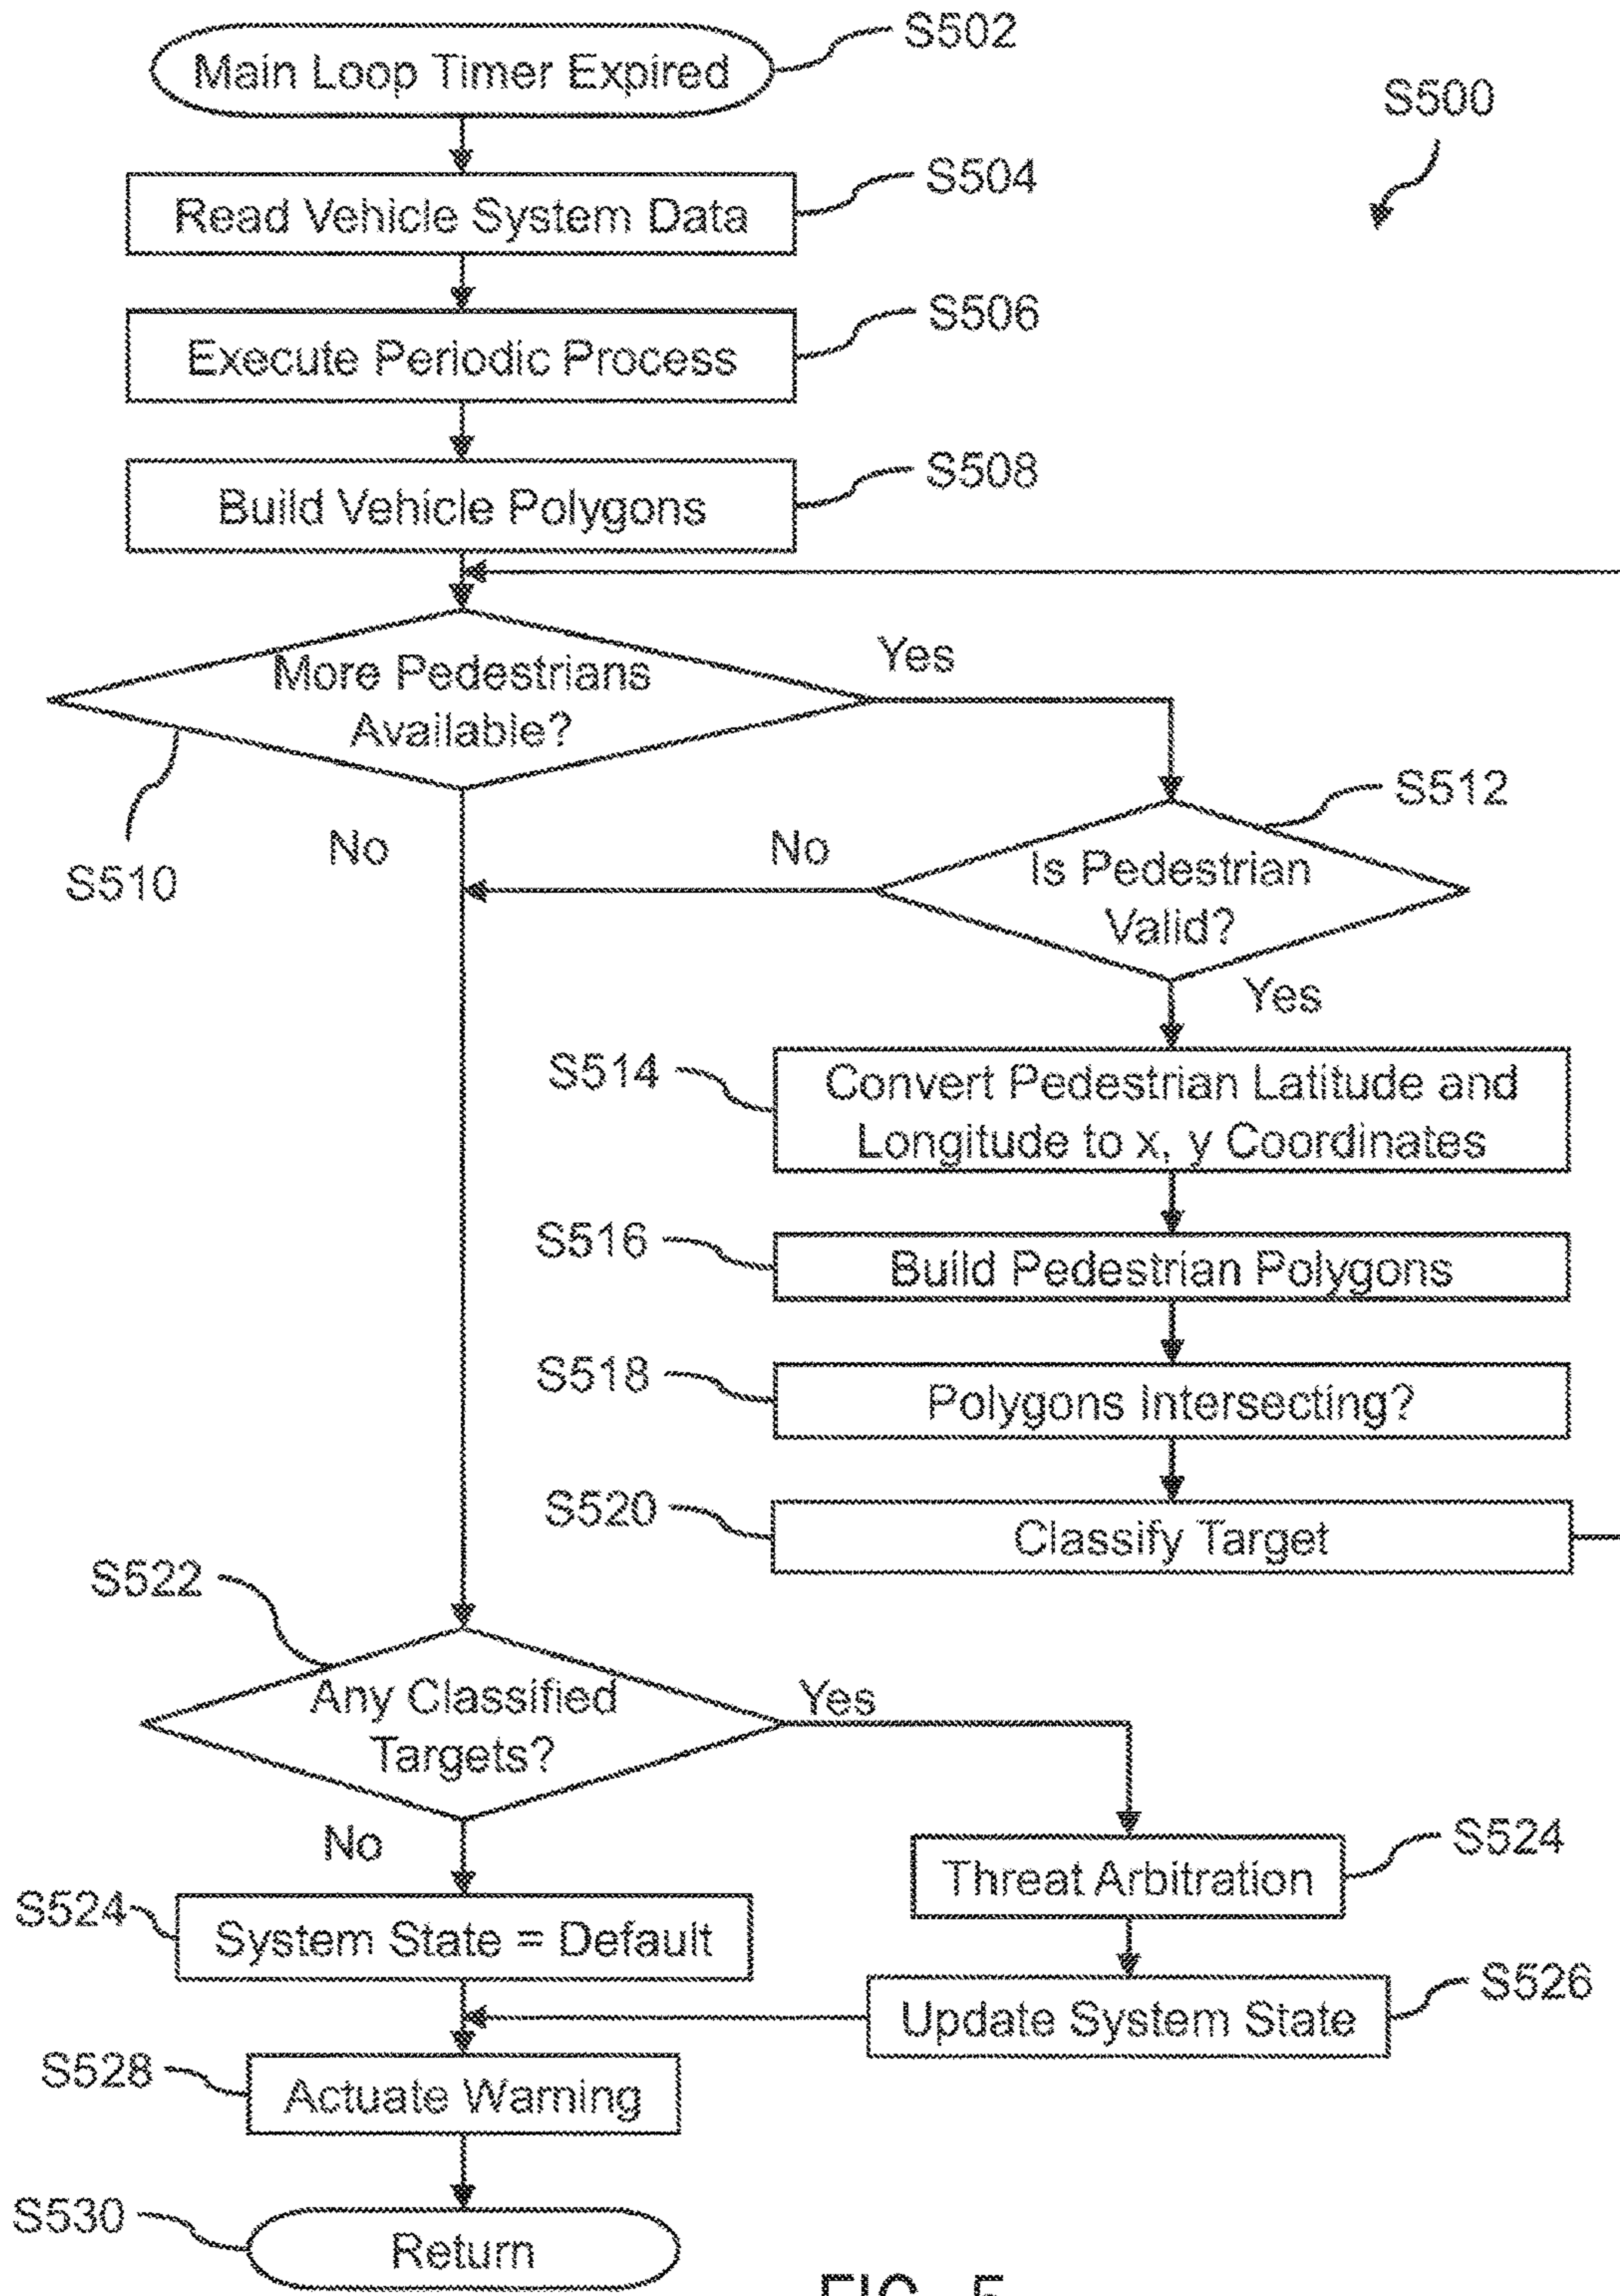 Main Loop Timer Expired
S502
S500
Read Vehicle System Data
S504
Execute Periodic Process
S506
Build Vehicle Polygons
S508
More Pedestrians
Available?
Yes
S510
No
Is Pedestrian
Valid?
S512
No
Yes
S514
Convert Pedestrian Latitude and
Longitude to x, y Coordinates
S516
Build Pedestrian Polygons
S518
Polygons Intersecting?
S520
Classify Target
S522
Any Classified
Targets?
Yes
No
Threat Arbitration
S524
S524
System State = Default
Update System State
S526
S528
Actuate Warning
S530
Return
FIG. 5